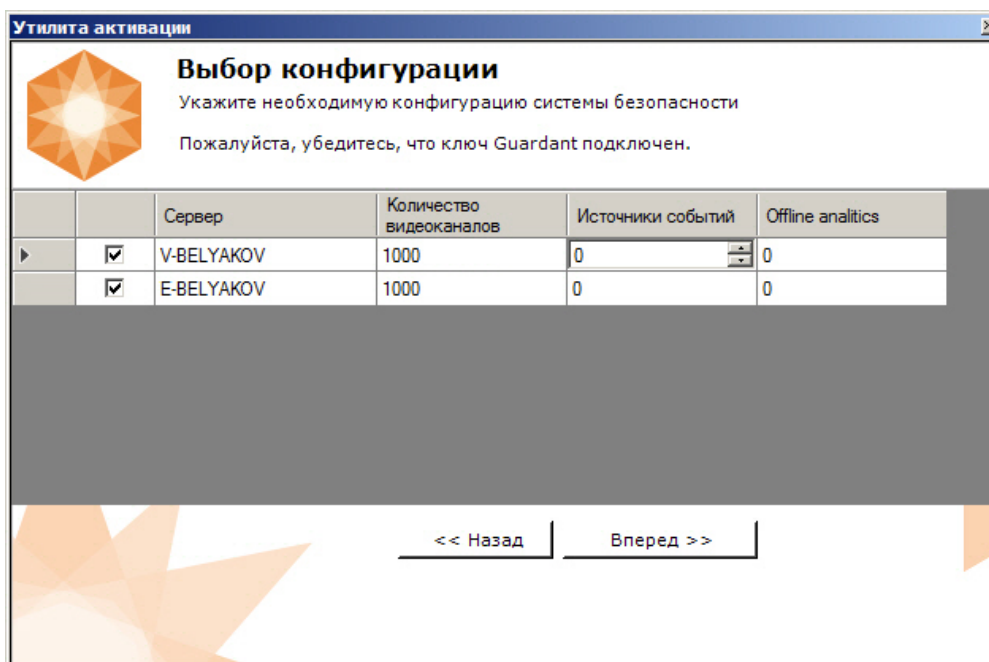 Утилита активации
Выбор конфигурации
Укажите необходимую конфигурацию системы безопасности
Пожалуйста, убедитесь, что ключ Guardant подключен.
Сервер Количество видеоканалов Источники событий Offline analitics
V-BELYAKOV 1000 0 0
E-BELYAKOV 1000 0 0
<< Назад Вперед >>